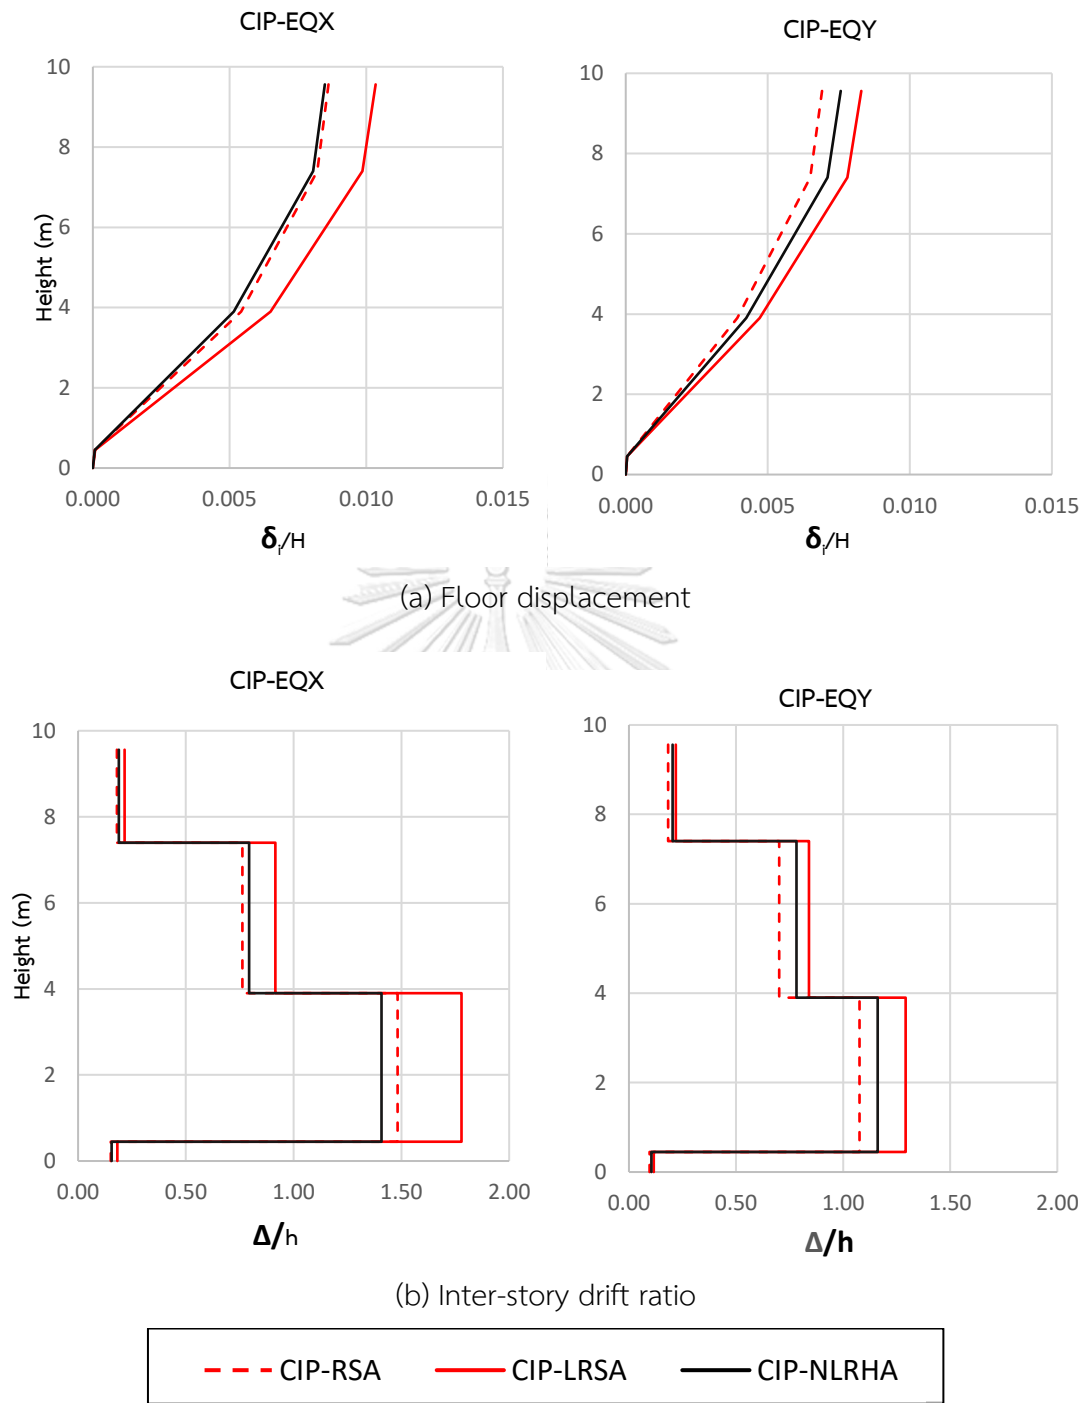 CIP-EQX
10
8
6
4
2
0
Height (m)
0.000 0.005 0.010 0.015
δi/H
CIP-EQY
10
8
6
4
2
0
0.000 0.005 0.010 0.015
δi/H
(a) Floor displacement
CIP-EQX
10
8
6
4
2
0
Height (m)
0.00 0.50 1.00 1.50 2.00
Δ/h
CIP-EQY
10
8
6
4
2
0
0.00 0.50 1.00 1.50 2.00
Δ/h
(b) Inter-story drift ratio
CIP-RSA CIP-LRSA CIP-NLRHA